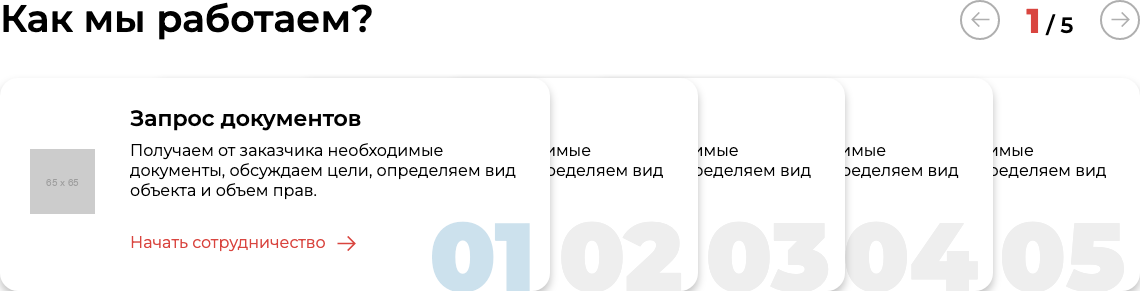 Как мы работаем?
1 / 5
Запрос документов
Получаем от заказчика необходимые
документы, обсуждаем цели, определяем вид
объекта и объем прав.
65 x 65
Начать сотрудничество
01
имые
ределяем вид
02
имые
ределяем вид
03
имые
ределяем вид
04
имые
ределяем вид
05